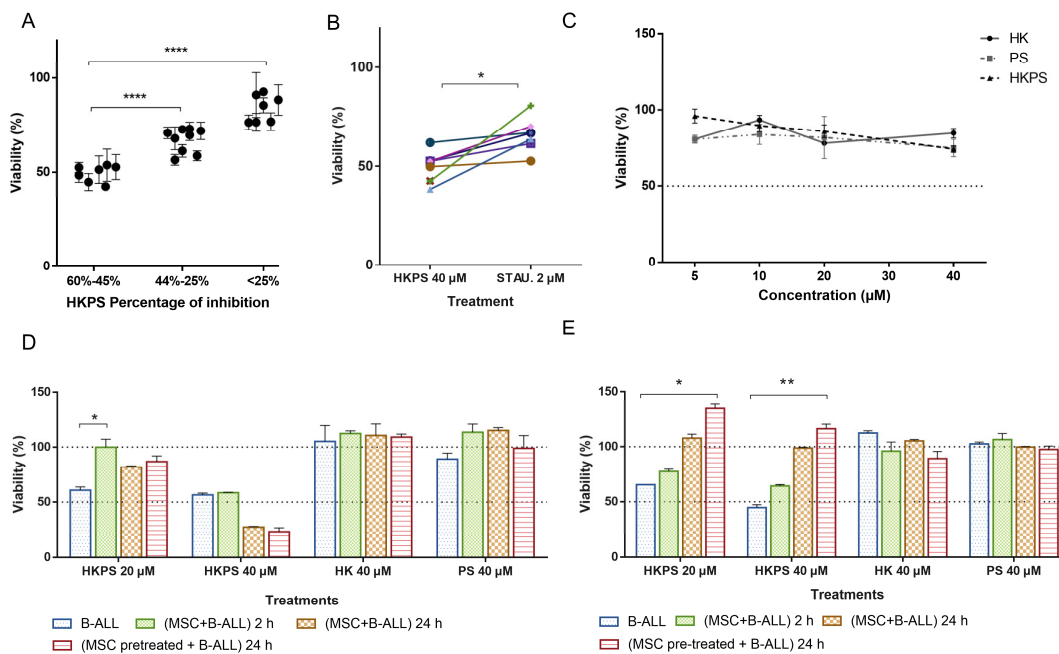 A
Viability (%)
100
50
0
****
****
60%-45%
44%-25%
<25%
HKPS Percentage of inhibition
B
Viability (%)
100
50
0
*
HKPS 40 µM
STAU. 2 µM
Treatment
C
Viability (%)
150
100
50
0
5
10
20
30
40
Concentration (µM)
HK
PS
HKPS
D
Viability (%)
150
100
50
0
*
HKPS 20 µM
HKPS 40 µM
HK 40 µM
PS 40 µM
Treatments
B-ALL
(MSC+B-ALL) 2 h
(MSC+B-ALL) 24 h
(MSC pretreated + B-ALL) 24 h
E
Viability (%)
150
100
50
0
*
**
HKPS 20 µM
HKPS 40 µM
HK 40 µM
PS 40 µM
Treatments
B-ALL
(MSC+B-ALL) 2 h
(MSC+B-ALL) 24 h
(MSC pre-treated + B-ALL) 24 h